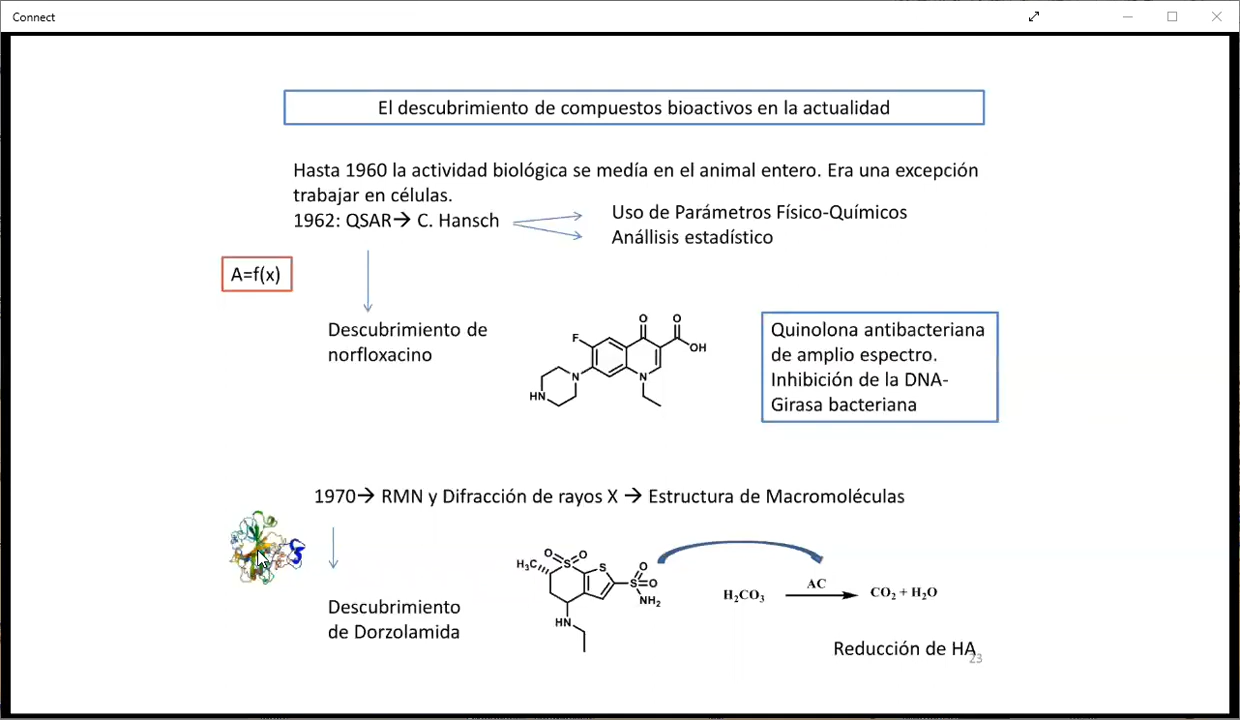 Connect
El descubrimiento de compuestos bioactivos en la actualidad
Hasta 1960 la actividad biológica se medía en el animal entero. Era una excepción
trabajar en células.
1962: QSAR→ C. Hansch
Uso de Parámetros Físico-Químicos
Anállisis estadístico
A=f(x)
Descubrimiento de
norfloxacino
O O
F
OH
N N
HN
Quinolona antibacteriana
de amplio espectro.
Inhibición de la DNA-
Girasa bacteriana
1970→ RMN y Difracción de rayos X → Estructura de Macromoléculas
Descubrimiento
de Dorzolamida
O O
H₃C S S O
S O
NH₂
HN
H₂CO₃ AC CO₂ + H₂O
Reducción de HA
23